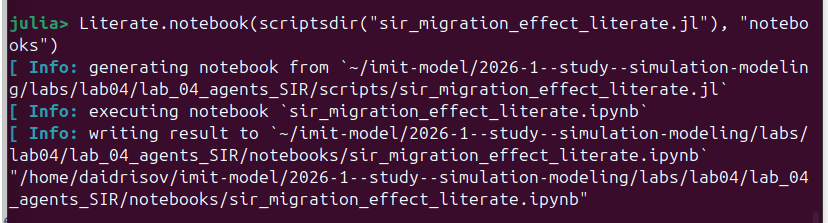 julia> Literate.notebook(scriptsdir("sir_migration_effect_literate.jl"), "notebo
oks")
[ Info: generating notebook from `~/imit-model/2026-1--study--simulation-modelin
g/labs/lab04/lab_04_agents_SIR/scripts/sir_migration_effect_literate.jl`
[ Info: executing notebook `sir_migration_effect_literate.ipynb`
[ Info: writing result to `~/imit-model/2026-1--study--simulation-modeling/labs/
lab04/lab_04_agents_SIR/notebooks/sir_migration_effect_literate.ipynb`
"/home/daidrisov/imit-model/2026-1--study--simulation-modeling/labs/lab04/lab_04
_agents_SIR/notebooks/sir_migration_effect_literate.ipynb"